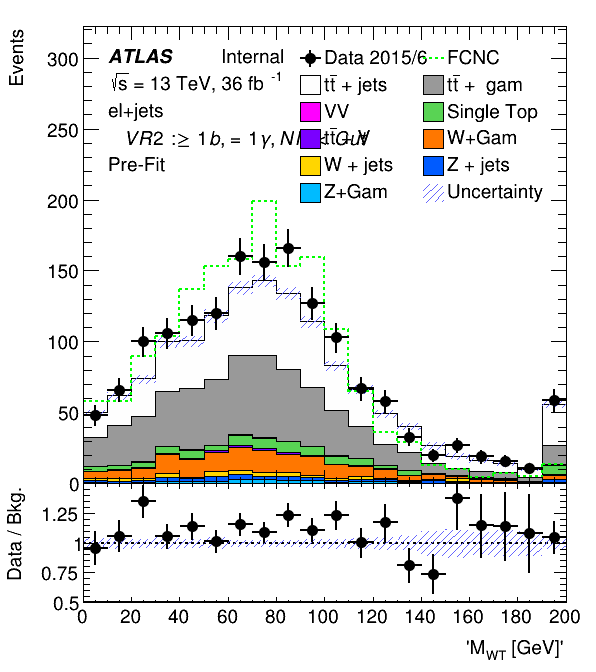 Events
ATLAS Internal
√s = 13 TeV, 36 fb -1
el+jets
VR2 :≥ 1b, = 1γ,
Pre-Fit
Data 2015/6 FCNC
tt̄ + jets tt̄ + gam
VV Single Top
tt̄ + V W+Gam
W + jets Z + jets
Z+Gam Uncertainty
300
250
200
150
100
50
0
Data / Bkg.
1.25
1
0.75
0.5
0 20 40 60 80 100 120 140 160 180 200
'M_WT [GeV]'